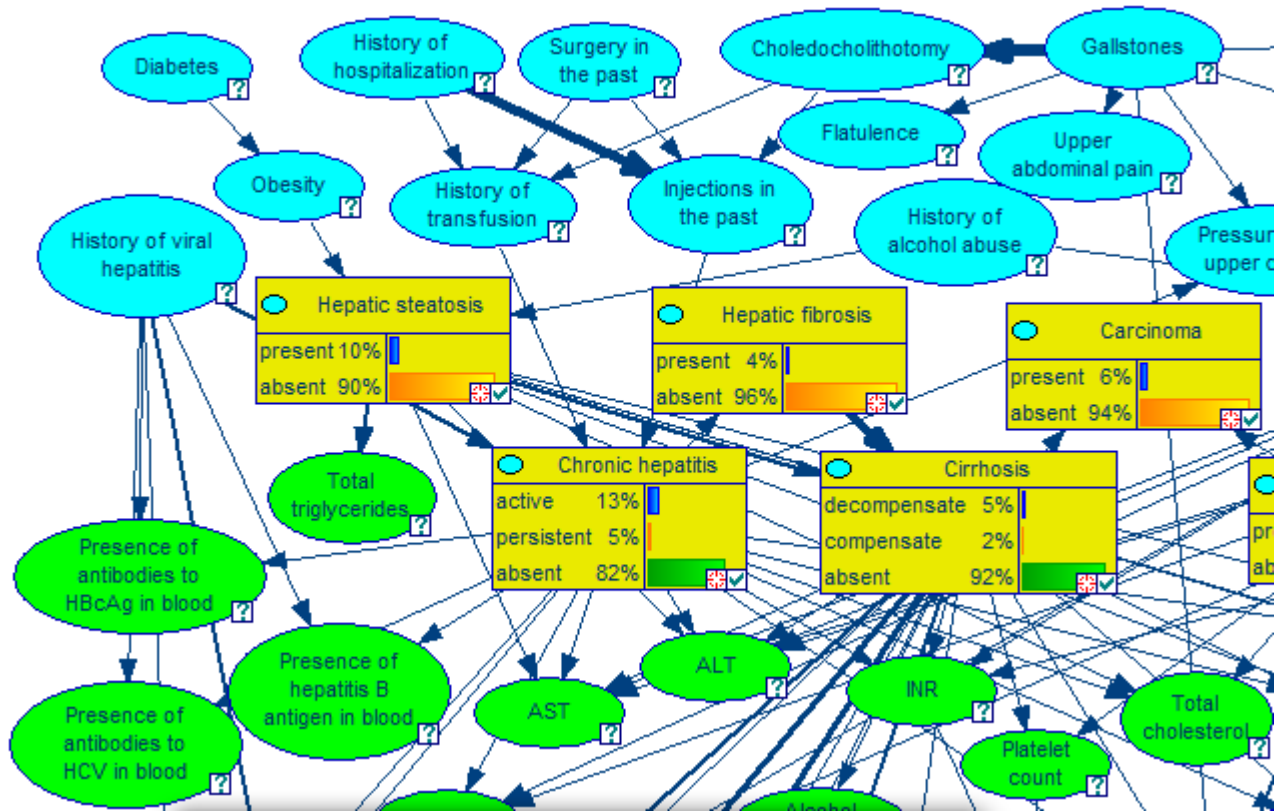 Diabetes
History of
hospitalization
Surgery in
the past
Choledocholithotomy
Gallstones
Flatulence
Upper
abdominal pain
Obesity
History of
transfusion
Injections in
the past
History of
alcohol abuse
History of viral
hepatitis
upper
Hepatic steatosis
present 10%
absent 90%
Hepatic fibrosis
present 4%
absent 96%
Carcinoma
present 6%
absent 94%
Total
triglycerides
Chronic hepatitis
active 13%
persistent 5%
absent 82%
Cirrhosis
decompensate 5%
compensate 2%
absent 92%
Presence of
antibodies to
HBcAg in blood
Presence of
hepatitis B
antigen in blood
Presence of
antibodies to
HCV in blood
AST
ALT
INR
Platelet
count
Total
cholesterol
Alcohol